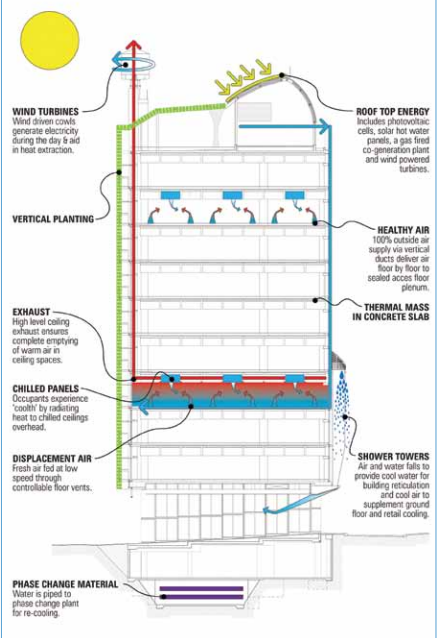 WIND TURBINES
Wind driven cowls
generate electricity
during the day & aid
in heat extraction.
VERTICAL PLANTING
EXHAUST
High level ceiling
exhaust ensures
complete emptying
of warm air in
ceiling spaces.
CHILLED PANELS
Occupants experience
'coolth' by radiating
heat to chilled ceilings
overhead.
DISPLACEMENT AIR
Fresh air fed at low
speed through
controllable floor vents.
PHASE CHANGE MATERIAL
Water is piped to
phase change plant
for re-cooling.
ROOF TOP ENERGY
Includes photovoltaic
cells, solar hot water
panels, a gas fired
co-generation plant
and wind powered
turbines.
HEALTHY AIR
100% outside air
supply via vertical
ducts deliver air
floor by floor to
sealed acces floor
plenum.
THERMAL MASS
IN CONCRETE SLAB
SHOWER TOWERS
Air and water falls to
provide cool water for
building reticulation
and cool air to
supplement ground
floor and retail cooling.